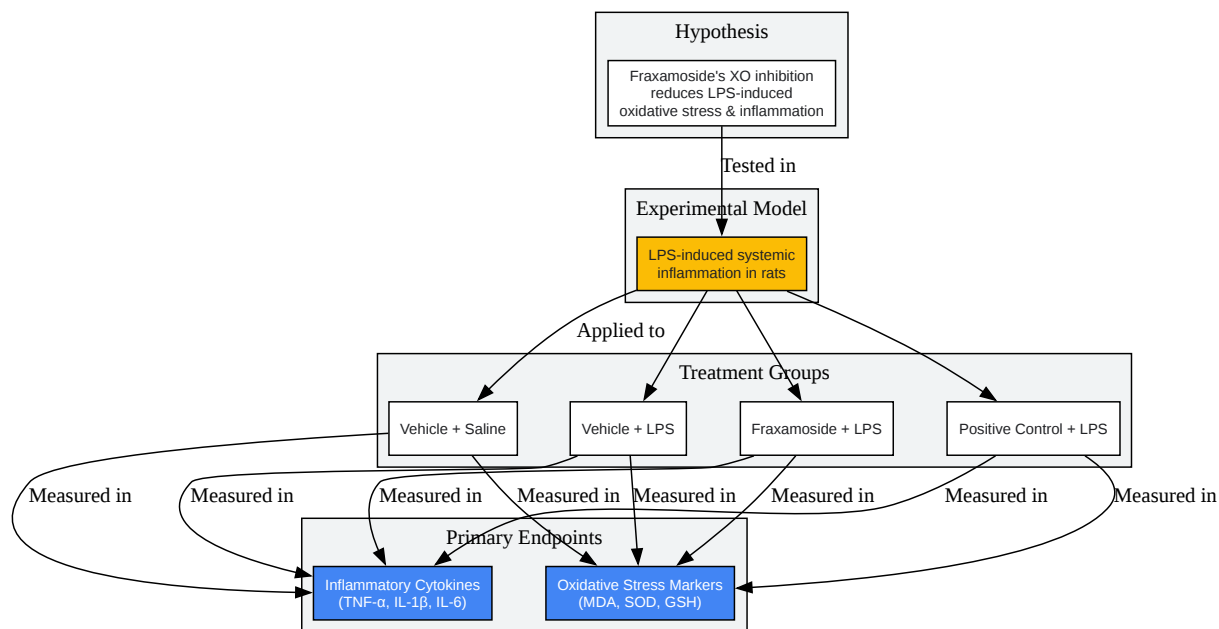 Hypothesis
Fraxamoside's XO inhibition
reduces LPS-induced
oxidative stress & inflammation
Tested in
Experimental Model
LPS-induced systemic
inflammation in rats
Applied to
Treatment Groups
Vehicle + Saline
Vehicle + LPS
Fraxamoside + LPS
Positive Control + LPS
Measured in
Measured in
Measured in
Measured in
Measured in
Measured in
Measured in
Measured in
Primary Endpoints
Inflammatory Cytokines
(TNF-α, IL-1β, IL-6)
Oxidative Stress Markers
(MDA, SOD, GSH)